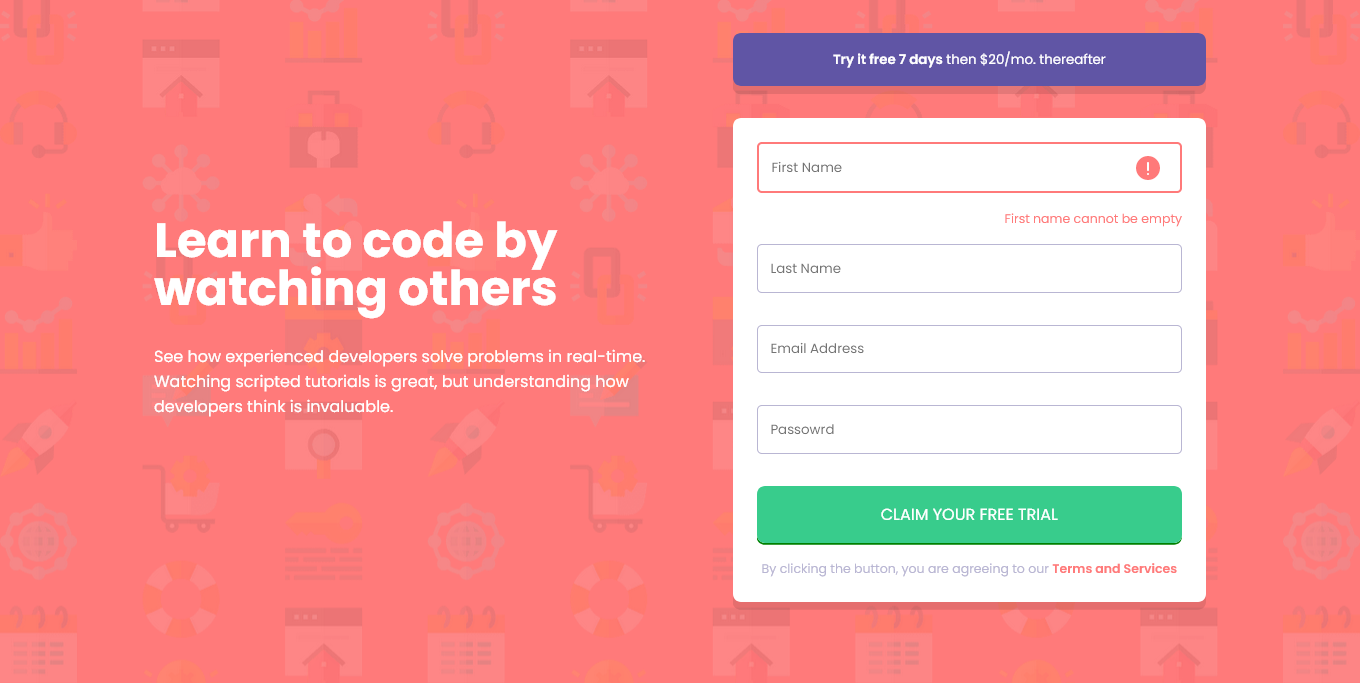 Learn to code by
watching others
See how experienced developers solve problems in real-time.
Watching scripted tutorials is great, but understanding how
developers think is invaluable.
Try it free 7 days then $20/mo. thereafter
First Name
!
First name cannot be empty
Last Name
Email Address
Passowrd
CLAIM YOUR FREE TRIAL
By clicking the button, you are agreeing to our Terms and Services